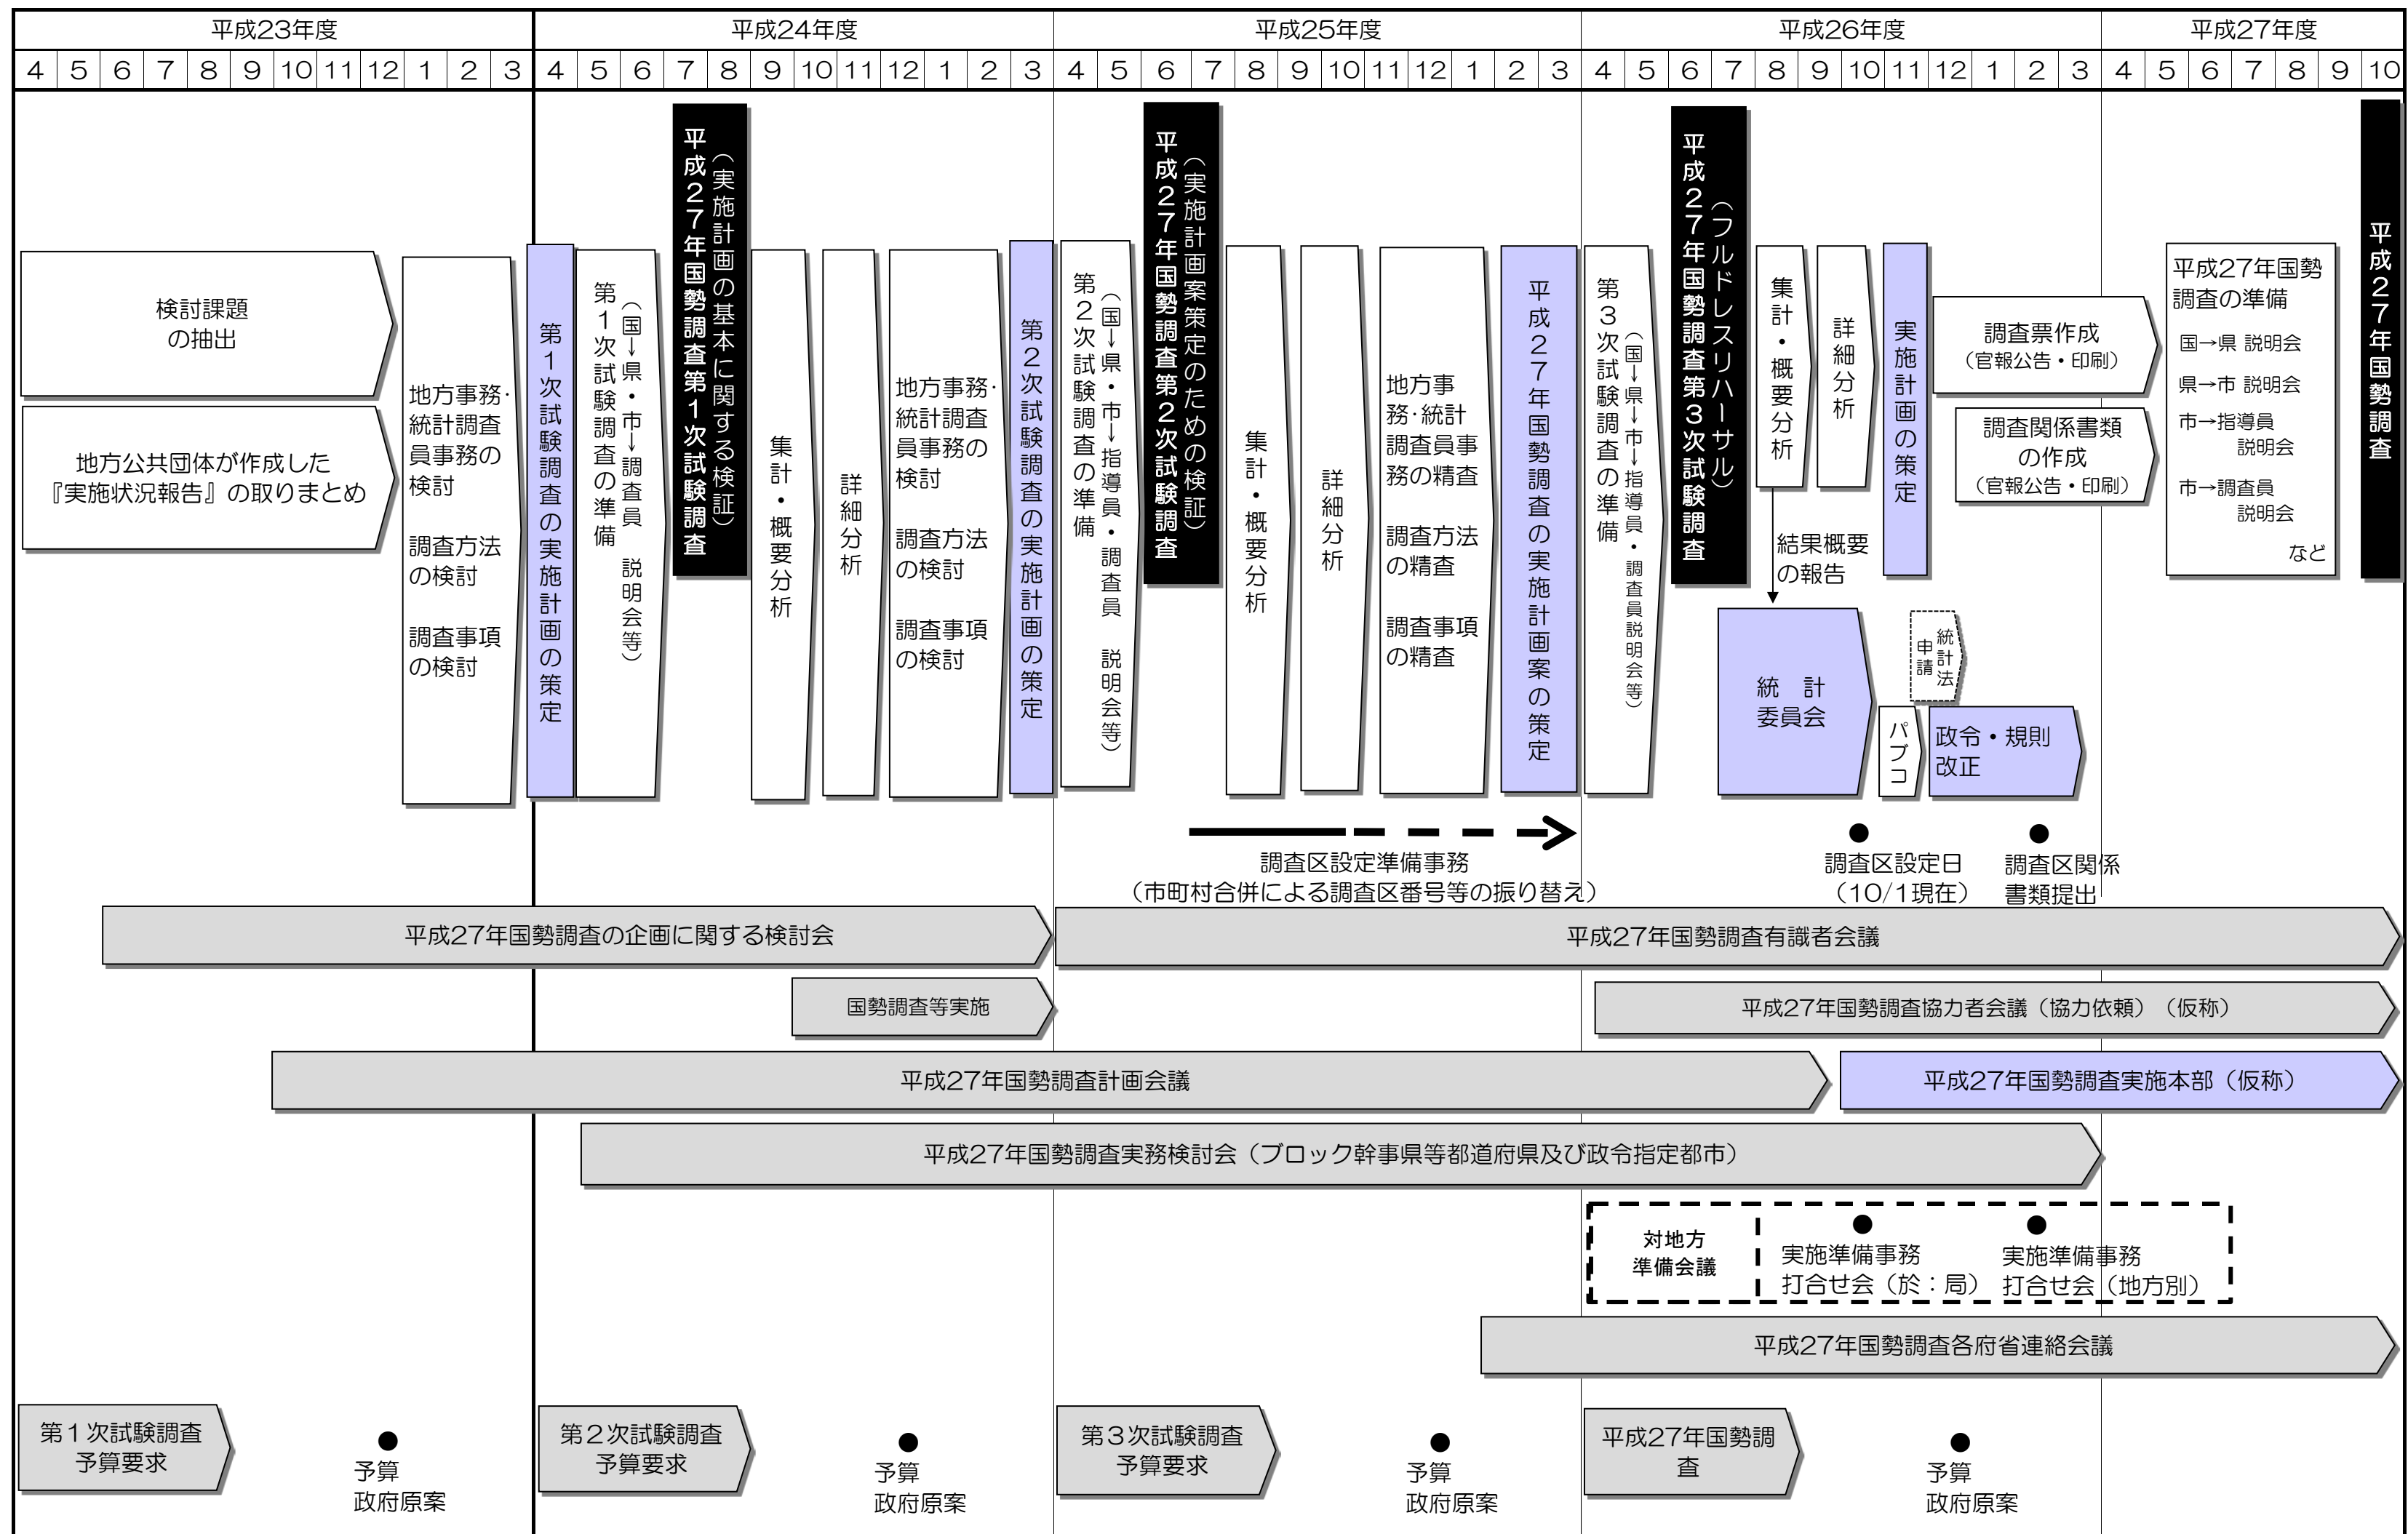 平成23年度
平成24年度
平成25年度
平成26年度
平成27年度
4 5 6 7 8 9 10 11 12 1 2 3 4 5 6 7 8 9 10 11 12 1 2 3 4 5 6 7 8 9 10 11 12 1 2 3 4 5 6 7 8 9 10 11 12 1 2 3 4 5 6 7 8 9 10
検討課題
の抽出
地方公共団体が作成した
『実施状況報告』の取りまとめ
地方事務・
統計調査
員事務の
検討
調査方法
の検討
調査事項
の検討
第1次試験調査の実施計画の策定
第1次試験調査の準備
（国→県・市→調査員　説明会等）
平成27年国勢調査第1次試験調査
（実施計画の基本に関する検証）
集計・概要分析
詳細分析
地方事務・
統計調査
員事務の
検討
調査方法
の検討
調査事項
の検討
第2次試験調査の実施計画の策定
第2次試験調査の準備
（国→県・市→指導員・調査員　説明会等）
平成27年国勢調査第2次試験調査
（実施計画案策定のための検証）
集計・概要分析
詳細分析
地方事
務・統計
調査員事
務の精査
調査方法
の精査
調査事項
の精査
平成27年国勢調査の実施計画案の策定
第3次試験調査の準備
（国→県→市→指導員・調査員説明会等）
平成27年国勢調査第3次試験調査
（フルドレスリハーサル）
集計・概要分析
詳細分析
実施計画の策定
調査票作成
（官報公告・印刷）
調査関係書類
の作成
（官報公告・印刷）
平成27年国勢
調査の準備
国→県 説明会
県→市 説明会
市→指導員
説明会
市→調査員
説明会
など
平成27年国勢調査
結果概要
の報告
統　計
委員会
統計法
申請
パブコ
政令・規則
改正
調査区設定準備事務
（市町村合併による調査区番号等の振り替え）
調査区設定日
（10/1現在）
調査区関係
書類提出
平成27年国勢調査の企画に関する検討会
平成27年国勢調査有識者会議
国勢調査等実施
平成27年国勢調査協力者会議（協力依頼）（仮称）
平成27年国勢調査計画会議
平成27年国勢調査実施本部（仮称）
平成27年国勢調査実務検討会（ブロック幹事県等都道府県及び政令指定都市）
対地方
準備会議
実施準備事務
打合せ会（於：局）
実施準備事務
打合せ会（地方別）
平成27年国勢調査各府省連絡会議
第1次試験調査
予算要求
予算
政府原案
第2次試験調査
予算要求
予算
政府原案
第3次試験調査
予算要求
予算
政府原案
平成27年国勢調
査
予算
政府原案